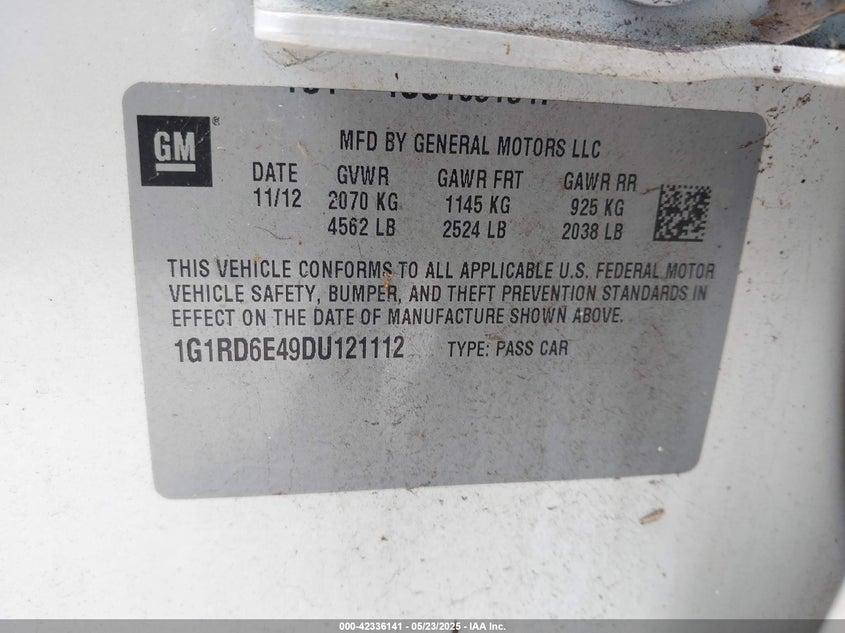 GM ®
MFD BY GENERAL MOTORS LLC
DATE GVWR GAWR FRT GAWR RR
11/12 2070 KG 1145 KG 925 KG
4562 LB 2524 LB 2038 LB
THIS VEHICLE CONFORMS TO ALL APPLICABLE U.S. FEDERAL MOTOR
VEHICLE SAFETY, BUMPER, AND THEFT PREVENTION STANDARDS IN
EFFECT ON THE DATE OF MANUFACTURE SHOWN ABOVE.
1G1RD6E49DU121112 TYPE: PASS CAR
000-42336141 - 05/23/2025 - IAA Inc.